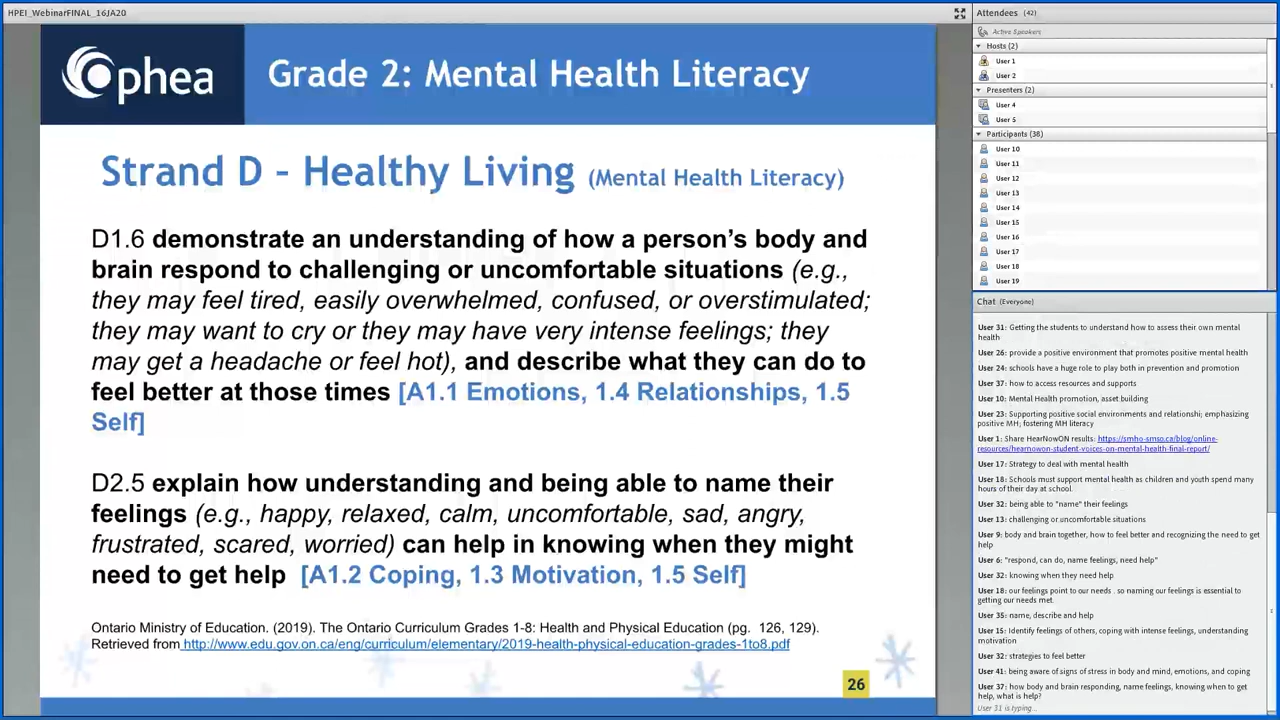 HPEI_WebinarFINAL_16JA20
ophea
Grade 2: Mental Health Literacy
Strand D – Healthy Living (Mental Health Literacy)
D1.6 demonstrate an understanding of how a person’s body and
brain respond to challenging or uncomfortable situations (e.g.,
they may feel tired, easily overwhelmed, confused, or overstimulated;
they may want to cry or they may have very intense feelings; they
may get a headache or feel hot), and describe what they can do to
feel better at those times [A1.1 Emotions, 1.4 Relationships, 1.5
Self]
D2.5 explain how understanding and being able to name their
feelings (e.g., happy, relaxed, calm, uncomfortable, sad, angry,
frustrated, scared, worried) can help in knowing when they might
need to get help [A1.2 Coping, 1.3 Motivation, 1.5 Self]
Ontario Ministry of Education. (2019). The Ontario Curriculum Grades 1-8: Health and Physical Education (pg. 126, 129).
Retrieved from http://www.edu.gov.on.ca/eng/curriculum/elementary/2019-health-physical-education-grades-1to8.pdf
26
Attendees (42)
Active Speakers
Hosts (2)
User 1
User 2
Presenters (2)
User 4
User 5
Participants (38)
User 10
User 11
User 12
User 13
User 14
User 15
User 16
User 17
User 18
User 19
Chat (Everyone)
User 31: Getting the students to understand how to assess their own mental
health
User 26: provide a positive environment that promotes positive mental health
User 24: schools have a huge role to play both in prevention and promotion
User 37: how to access resources and supports
User 10: Mental Health promotion, asset building
User 23: Supporting positive social environments and relationshi; emphasizing
positive MH; fostering MH literacy
User 1: Share HearNowON results: https://smho-smso.ca/blog/online-
resources/hearnowon-student-voices-on-mental-health-final-report/
User 17: Strategy to deal with mental health
User 18: Schools must support mental health as children and youth spend many
hours of their day at school.
User 32: being able to "name" their feelings
User 13: challenging or uncomfortable situations
User 9: body and brain together, how to feel better and recognizing the need to get
help
User 6: "respond, can do, name feelings, need help"
User 32: knowing when they need help
User 18: our feelings point to our needs . so naming our feelings is essential to
getting our needs met.
User 35: name, describe and help
User 15: Identify feelings of others, coping with intense feelings, understanding
motivation
User 32: strategies to feel better
User 41: being aware of signs of stress in body and mind, emotions, and coping
User 37: how body and brain responding, name feelings, knowing when to get
help, what is help?
User 31 is typing...